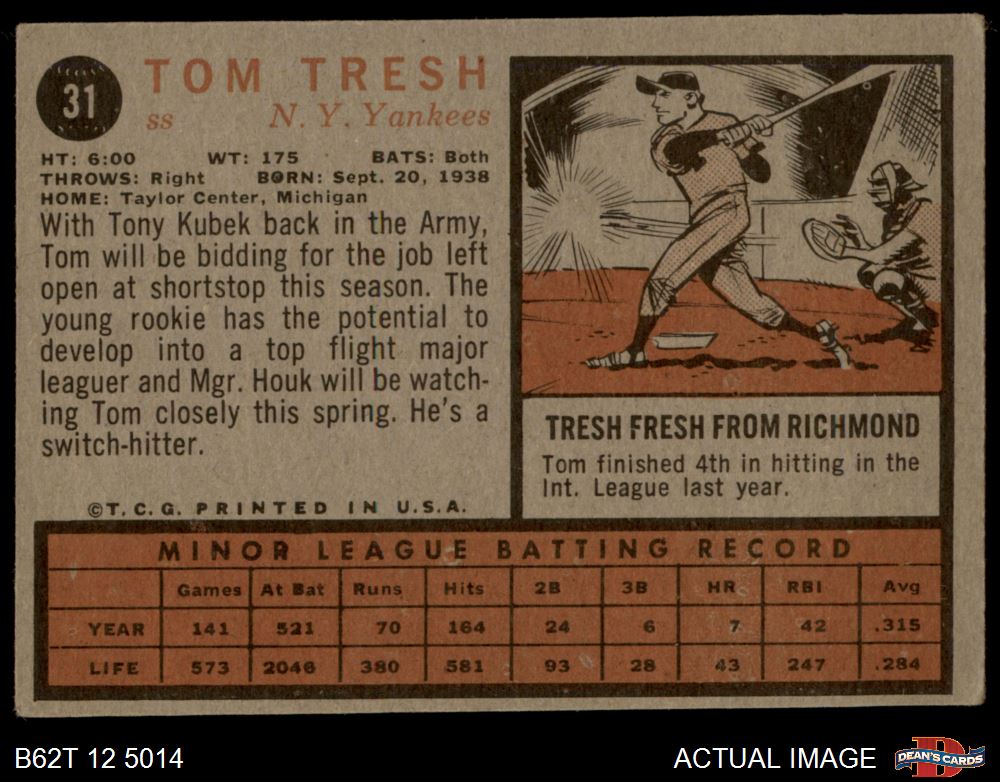 31
TOM TRESH
ss N. Y. Yankees
HT: 6:00 WT: 175 BATS: Both
THROWS: Right BORN: Sept. 20, 1938
HOME: Taylor Center, Michigan
With Tony Kubek back in the Army,
Tom will be bidding for the job left
open at shortstop this season. The
young rookie has the potential to
develop into a top flight major
leaguer and Mgr. Houk will be watch-
ing Tom closely this spring. He's a
switch-hitter.
©T. C. G. PRINTED IN U.S.A.
TRESH FRESH FROM RICHMOND
Tom finished 4th in hitting in the
Int. League last year.
MINOR LEAGUE BATTING RECORD
Games At Bat Runs Hits 2B 3B HR RBI Avg
YEAR 141 521 70 164 24 6 7 42 .315
LIFE 573 2046 380 581 93 28 43 247 .284
B62T 12 5014
ACTUAL IMAGE
D
DEAN'S CARDS